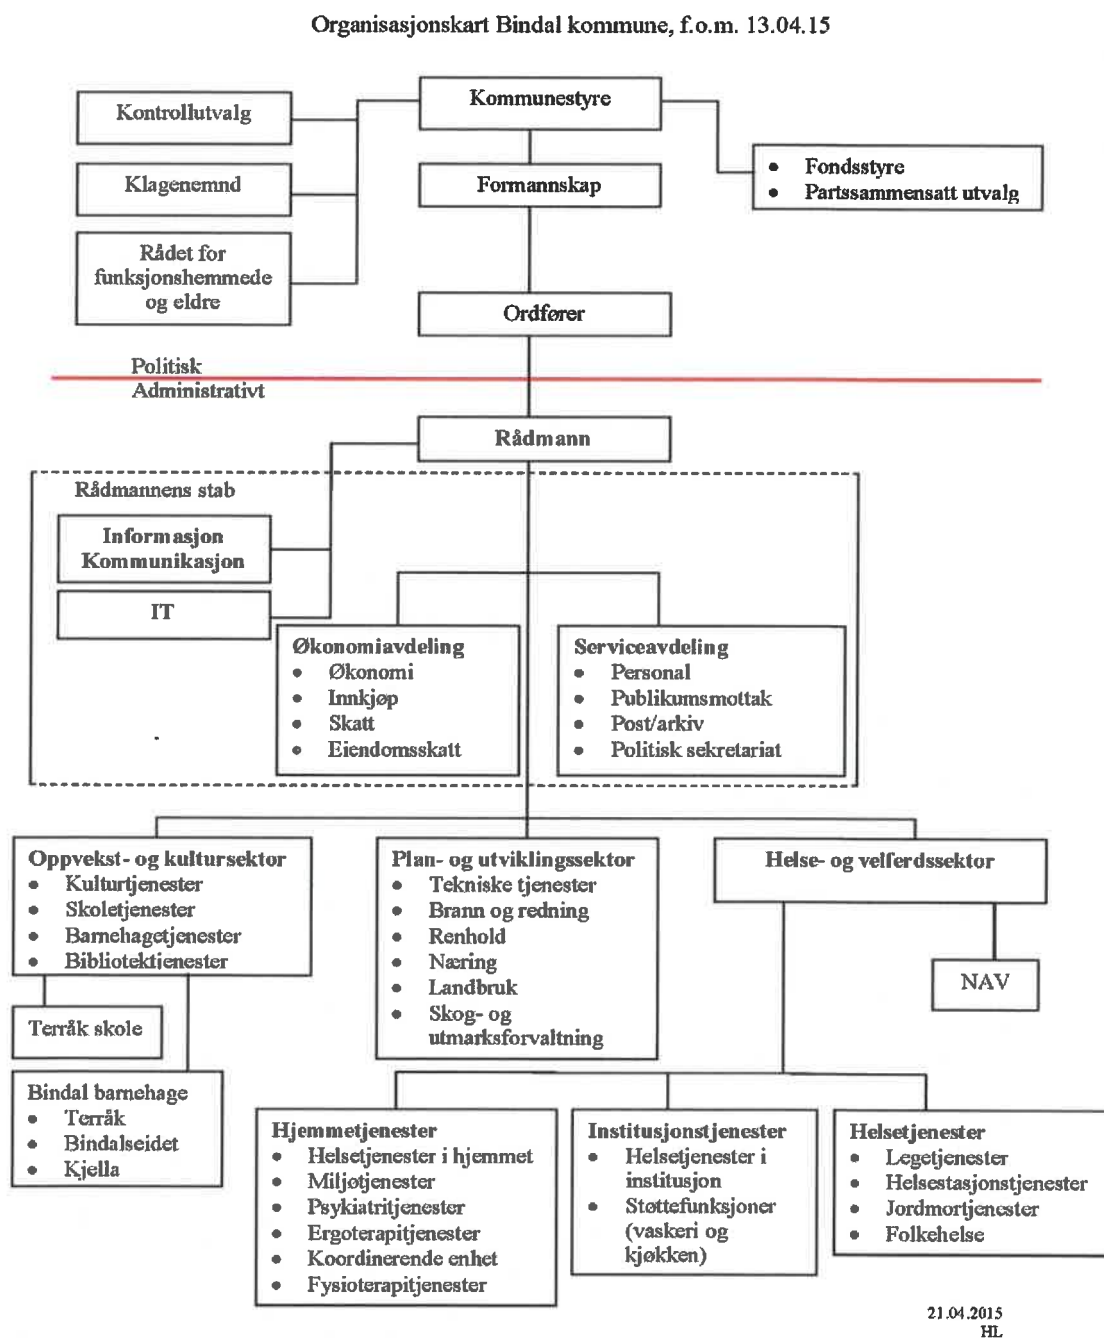 Organisasjonskart Bindal kommune, f.o.m. 13.04.15
Kommunestyre
Kontrollutvalg
Klagenemnd
Rådet for
funksjonshemmede
og eldre
Formannskap
• Fondsstyre
• Partssammensatt utvalg
Ordfører
Politisk
Administrativt
Rådmann
Rådmannens stab
Informasjon
Kommunikasjon
IT
Økonomiavdeling
• Økonomi
• Innkjøp
• Skatt
• Eiendomsskatt
Serviceavdeling
• Personal
• Publikumsmottak
• Post/arkiv
• Politisk sekretariat
Oppvekst- og kultursektor
• Kulturtjenester
• Skoletjenester
• Barnehagetjenester
• Bibliotektjenester
Terråk skole
Bindal barnehage
• Terråk
• Bindalseidet
• Kjella
Plan- og utviklingssektor
• Tekniske tjenester
• Brann og redning
• Renhold
• Næring
• Landbruk
• Skog- og
utmarksforvaltning
Helse- og velferdssektor
NAV
Hjemmetjenester
• Helsetjenester i hjemmet
• Miljøtjenester
• Psykiatritjenester
• Ergoterapitjenester
• Koordinerende enhet
• Fysioterapitjenester
Institusjonstjenester
• Helsetjenester i
institusjon
• Støttefunksjoner
(vaskeri og
kjøkken)
Helsetjenester
• Legetjenester
• Helsestasjonstjenester
• Jordmortjenester
• Folkehelse
21.04.2015
HL